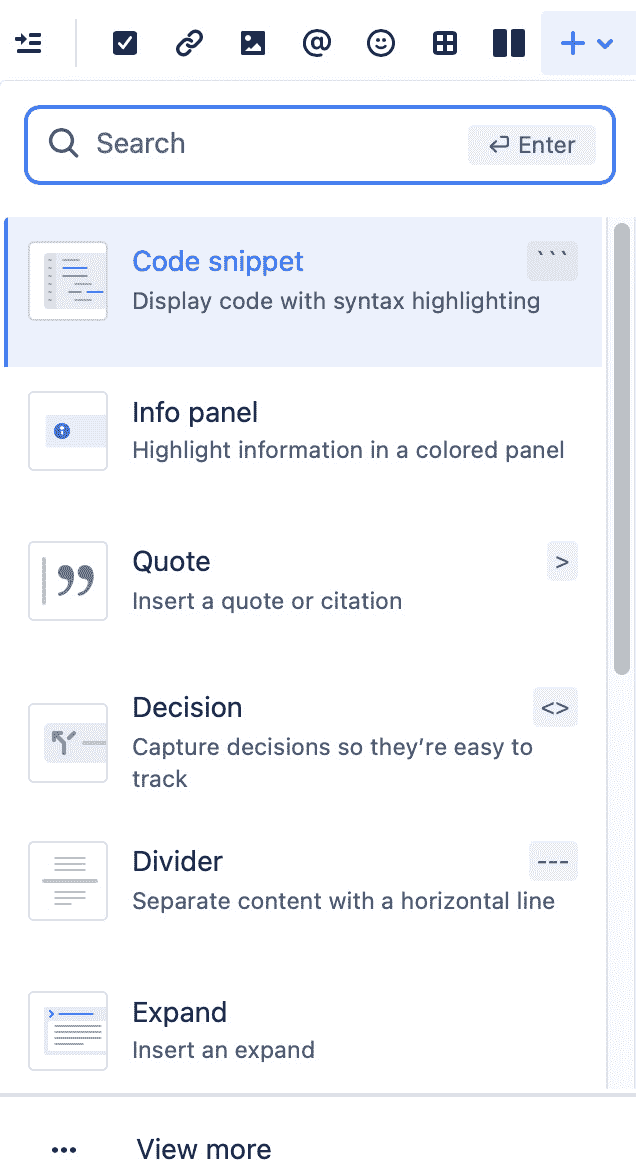 Search
Enter
Code snippet
```
Display code with syntax highlighting
Info panel
Highlight information in a colored panel
Quote
>
Insert a quote or citation
Decision
<>
Capture decisions so they’re easy to
track
Divider
---
Separate content with a horizontal line
Expand
Insert an expand
View more